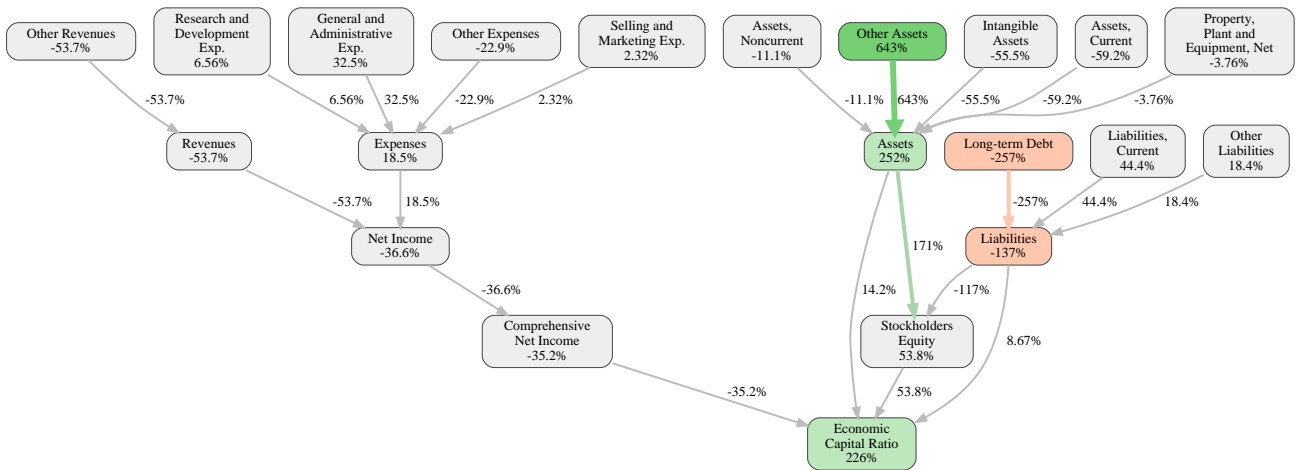 Other Revenues
-53.7%
Research and
Development
Exp.
6.56%
General and
Administrative
Exp.
32.5%
Other Expenses
-22.9%
Selling and
Marketing Exp.
2.32%
Assets,
Noncurrent
-11.1%
Other Assets
643%
Intangible
Assets
-55.5%
Assets,
Current
-59.2%
Property,
Plant and
Equipment, Net
-3.76%
-53.7%
6.56%
32.5%
-22.9%
2.32%
-11.1%
643%
-55.5%
-59.2%
-3.76%
Revenues
-53.7%
Expenses
18.5%
Assets
252%
Long-term Debt
-257%
Liabilities,
Current
44.4%
Other
Liabilities
18.4%
-53.7%
18.5%
-257%
44.4%
18.4%
Net Income
-36.6%
171%
Liabilities
-137%
-36.6%
14.2%
-117%
Comprehensive
Net Income
-35.2%
Stockholders
Equity
53.8%
8.67%
-35.2%
53.8%
Economic
Capital Ratio
226%